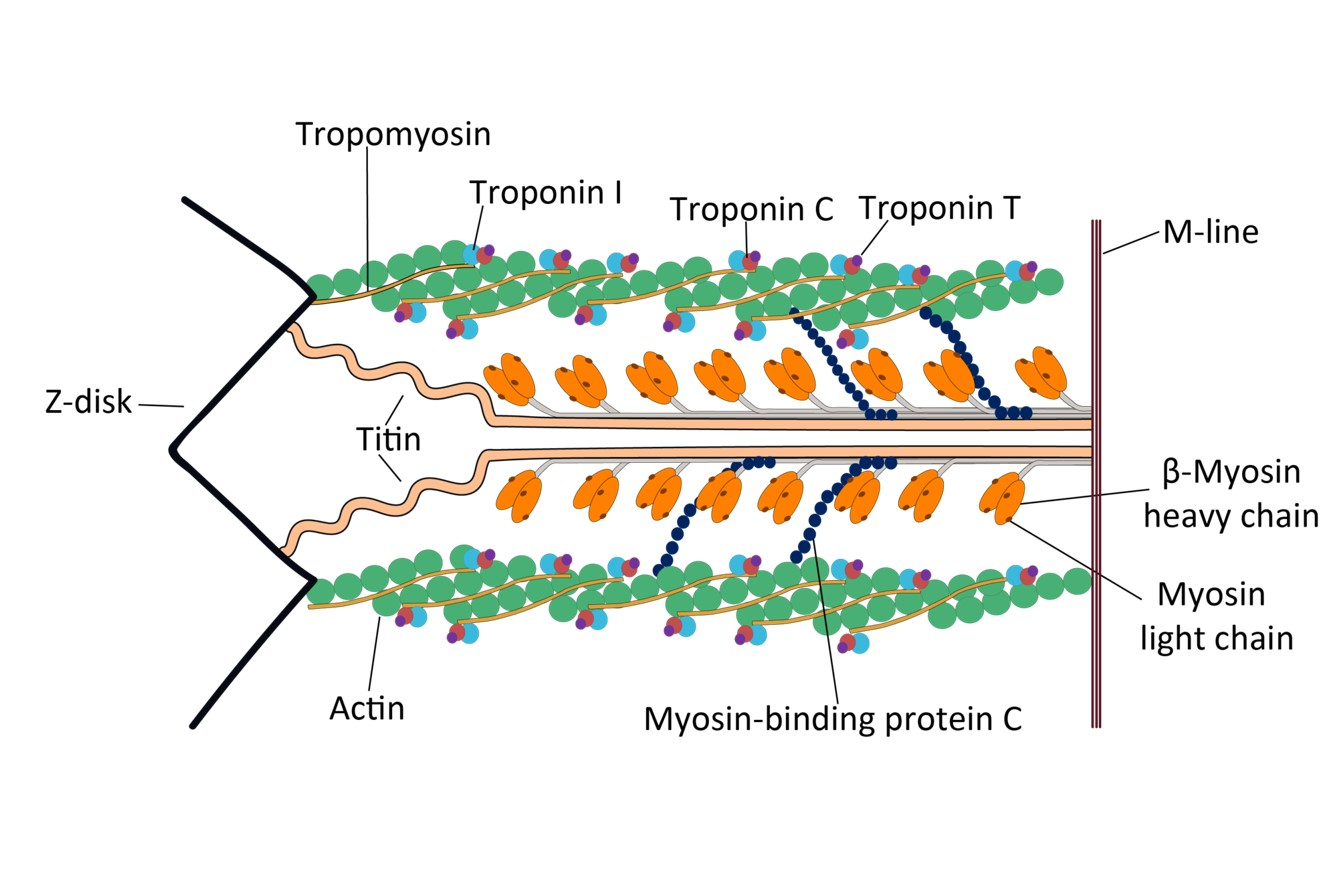 Tropomyosin
Troponin I
Troponin C
Troponin T
M-line
Z-disk
Titin
β-Myosin
heavy chain
Myosin
light chain
Actin
Myosin-binding protein C